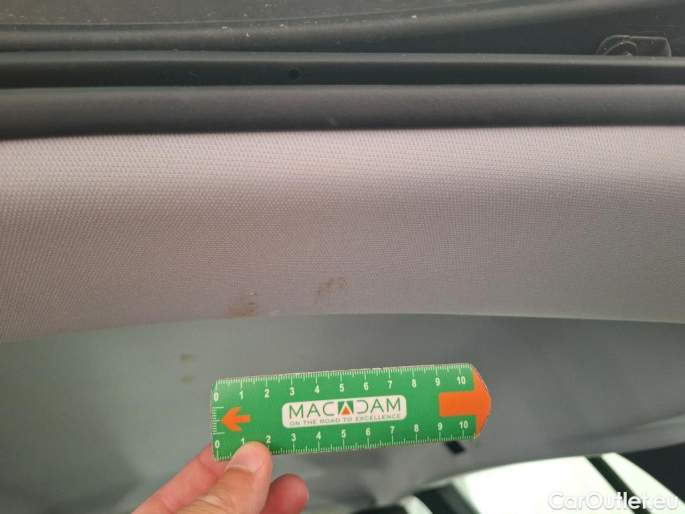 0 1 2 3 4 5 6 7 8 9 10
MACADAM
ON THE ROAD TO EXCELLENCE
0 1 2 3 4 5 6 7 8 9 10
CarOutlet.eu